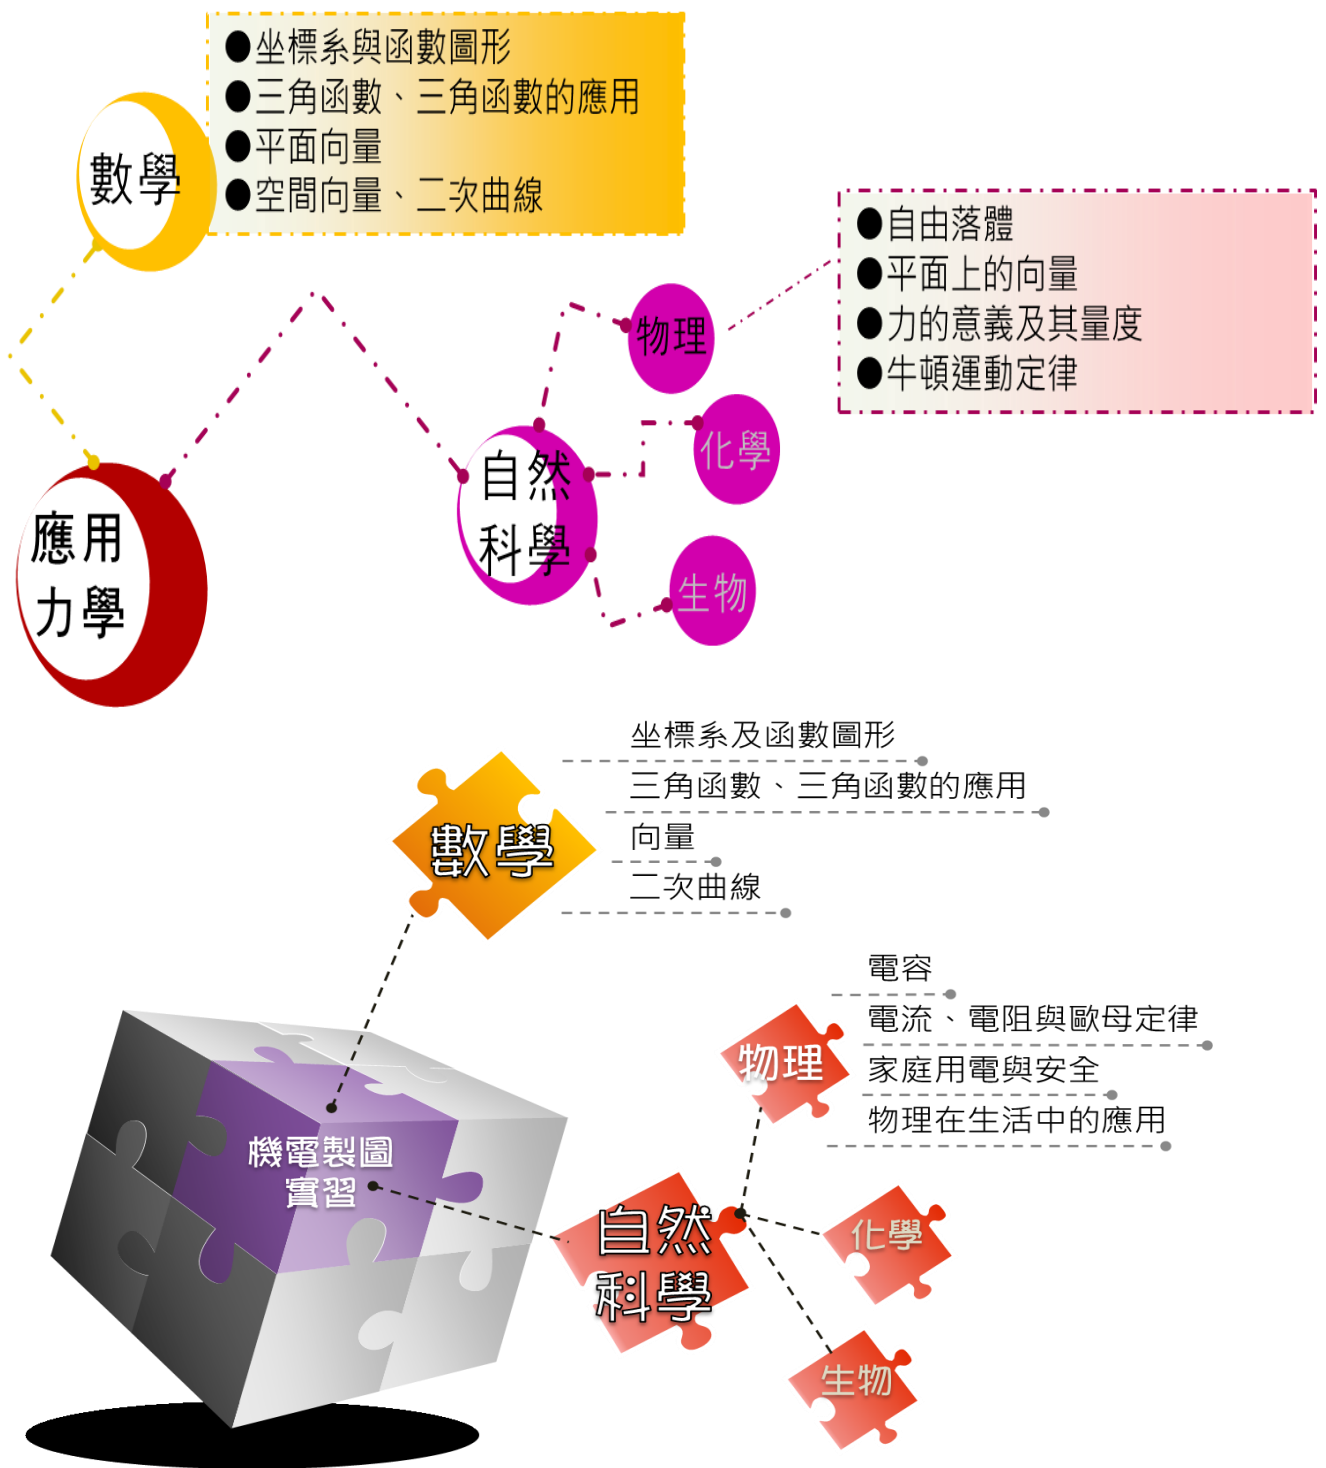 ●坐標系與函數圖形
●三角函數、三角函數的應用
●平面向量
●空間向量、二次曲線
數學
●自由落體
●平面上的向量
●力的意義及其量度
●牛頓運動定律
物理
化學
自然
科學
應用
力學
生物
坐標系及函數圖形
三角函數、三角函數的應用
向量
二次曲線
數學
電容
電流、電阻與歐母定律
家庭用電與安全
物理在生活中的應用
物理
機電製圖
實習
自然
科學
化學
生物